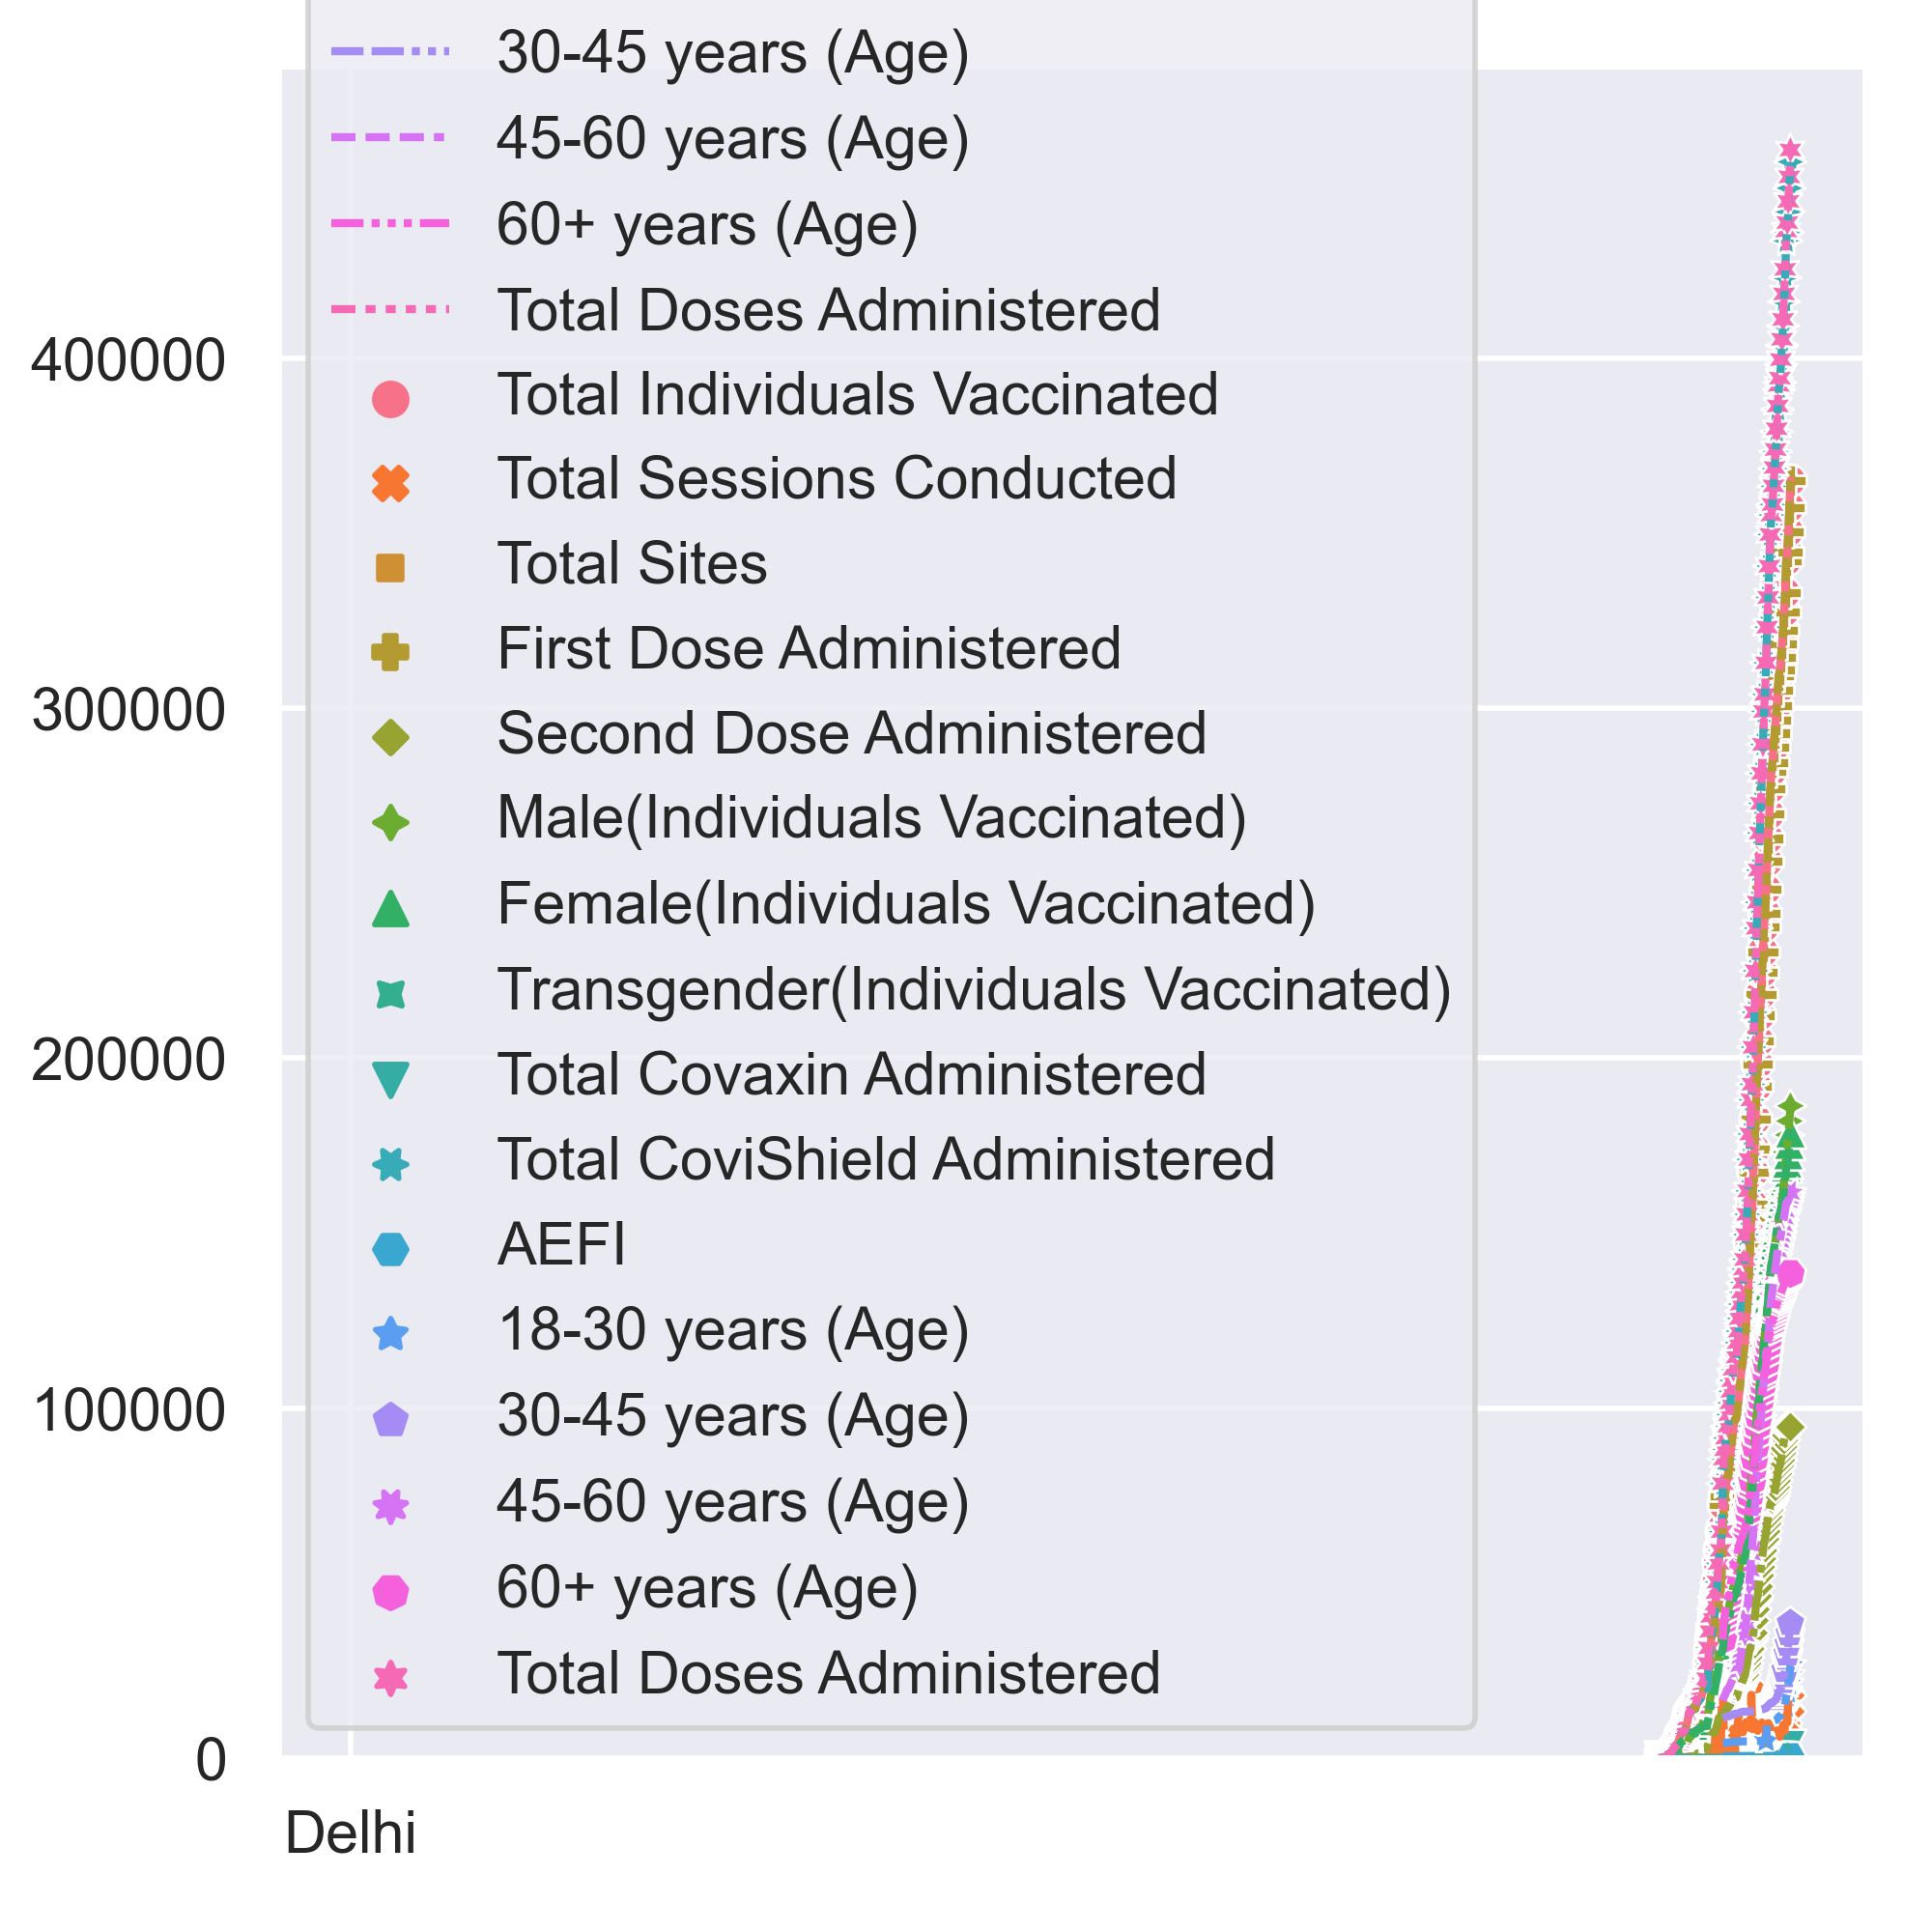 30-45 years (Age)
45-60 years (Age)
60+ years (Age)
Total Doses Administered
Total Individuals Vaccinated
Total Sessions Conducted
Total Sites
First Dose Administered
Second Dose Administered
Male(Individuals Vaccinated)
Female(Individuals Vaccinated)
Transgender(Individuals Vaccinated)
Total Covaxin Administered
Total CoviShield Administered
AEFI
18-30 years (Age)
30-45 years (Age)
45-60 years (Age)
60+ years (Age)
Total Doses Administered
400000
300000
200000
100000
0
Delhi